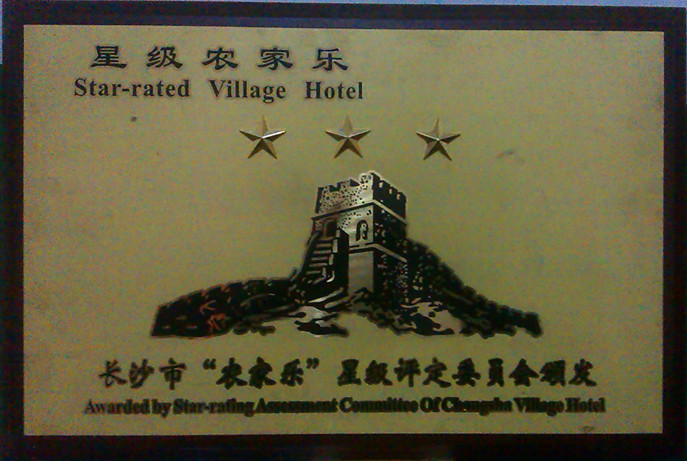 星级农家乐
Star-rated Village Hotel
长沙市“农家乐”星级评定委员会颁发
Awarded by Star-rating Assessment Committee Of Changsha Village Hotel